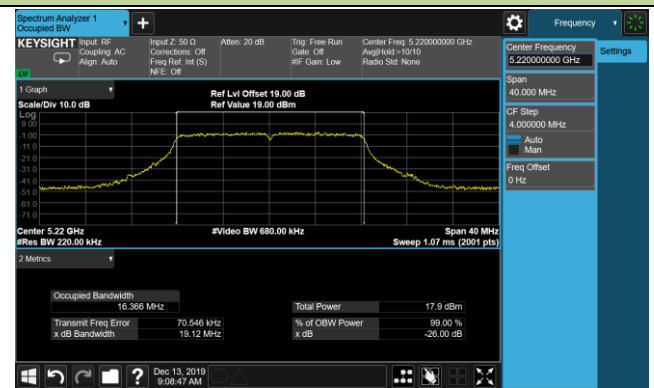 Spectrum Analyzer 1
Occupied BW
Frequency
KEYSIGHT
Input: RF
Coupling: AC
Align: Auto
Input Z: 50 Ω
Corrections: Off
Freq Ref: Int (S)
NFE: Off
Atten: 20 dB
Trig: Free Run
Gate: Off
#IF Gain: Low
Center Freq: 5.220000000 GHz
Avg|Hold:>10/10
Radio Std: None
Center Frequency
5.220000000 GHz
Settings
Span
40.000 MHz
CF Step
4.000000 MHz
Auto
Man
Freq Offset
0 Hz
1 Graph
Scale/Div 10.0 dB
Ref Lvl Offset 19.00 dB
Ref Value 19.00 dBm
Log
9.00
-1.00
-11.0
-21.0
-31.0
-41.0
-51.0
-61.0
-71.0
Center 5.22 GHz
#Res BW 220.00 kHz
#Video BW 680.00 kHz
Span 40 MHz
Sweep 1.07 ms (2001 pts)
2 Metrics
Occupied Bandwidth
16.366 MHz
Total Power 17.9 dBm
Transmit Freq Error 70.546 kHz
% of OBW Power 99.00 %
x dB Bandwidth 19.12 MHz
x dB -26.00 dB
Dec 13, 2019
9:08:47 AM